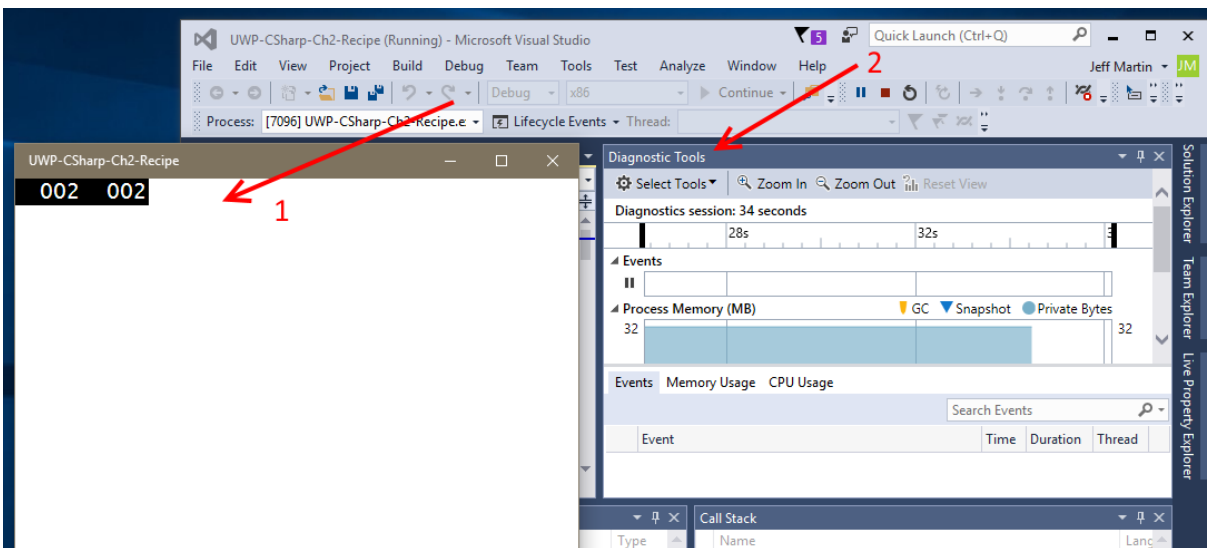 UWP-CSharp-Ch2-Recipe (Running) - Microsoft Visual Studio
5
Quick Launch (Ctrl+Q)
File Edit View Project Build Debug Team Tools Test Analyze Window Help
2
Jeff Martin
JM
Debug x86 Continue
Process: [7096] UWP-CSharp-Ch2-Recipe.e Lifecycle Events Thread:
UWP-CSharp-Ch2-Recipe
002 002
1
Diagnostic Tools
Select Tools Zoom In Zoom Out Reset View
Diagnostics session: 34 seconds
28s 32s
Events
Process Memory (MB) GC Snapshot Private Bytes
32 32
Events Memory Usage CPU Usage
Search Events
Event Time Duration Thread
Call Stack
Type Name Lang
Solution Explorer
Team Explorer
Live Property Explorer